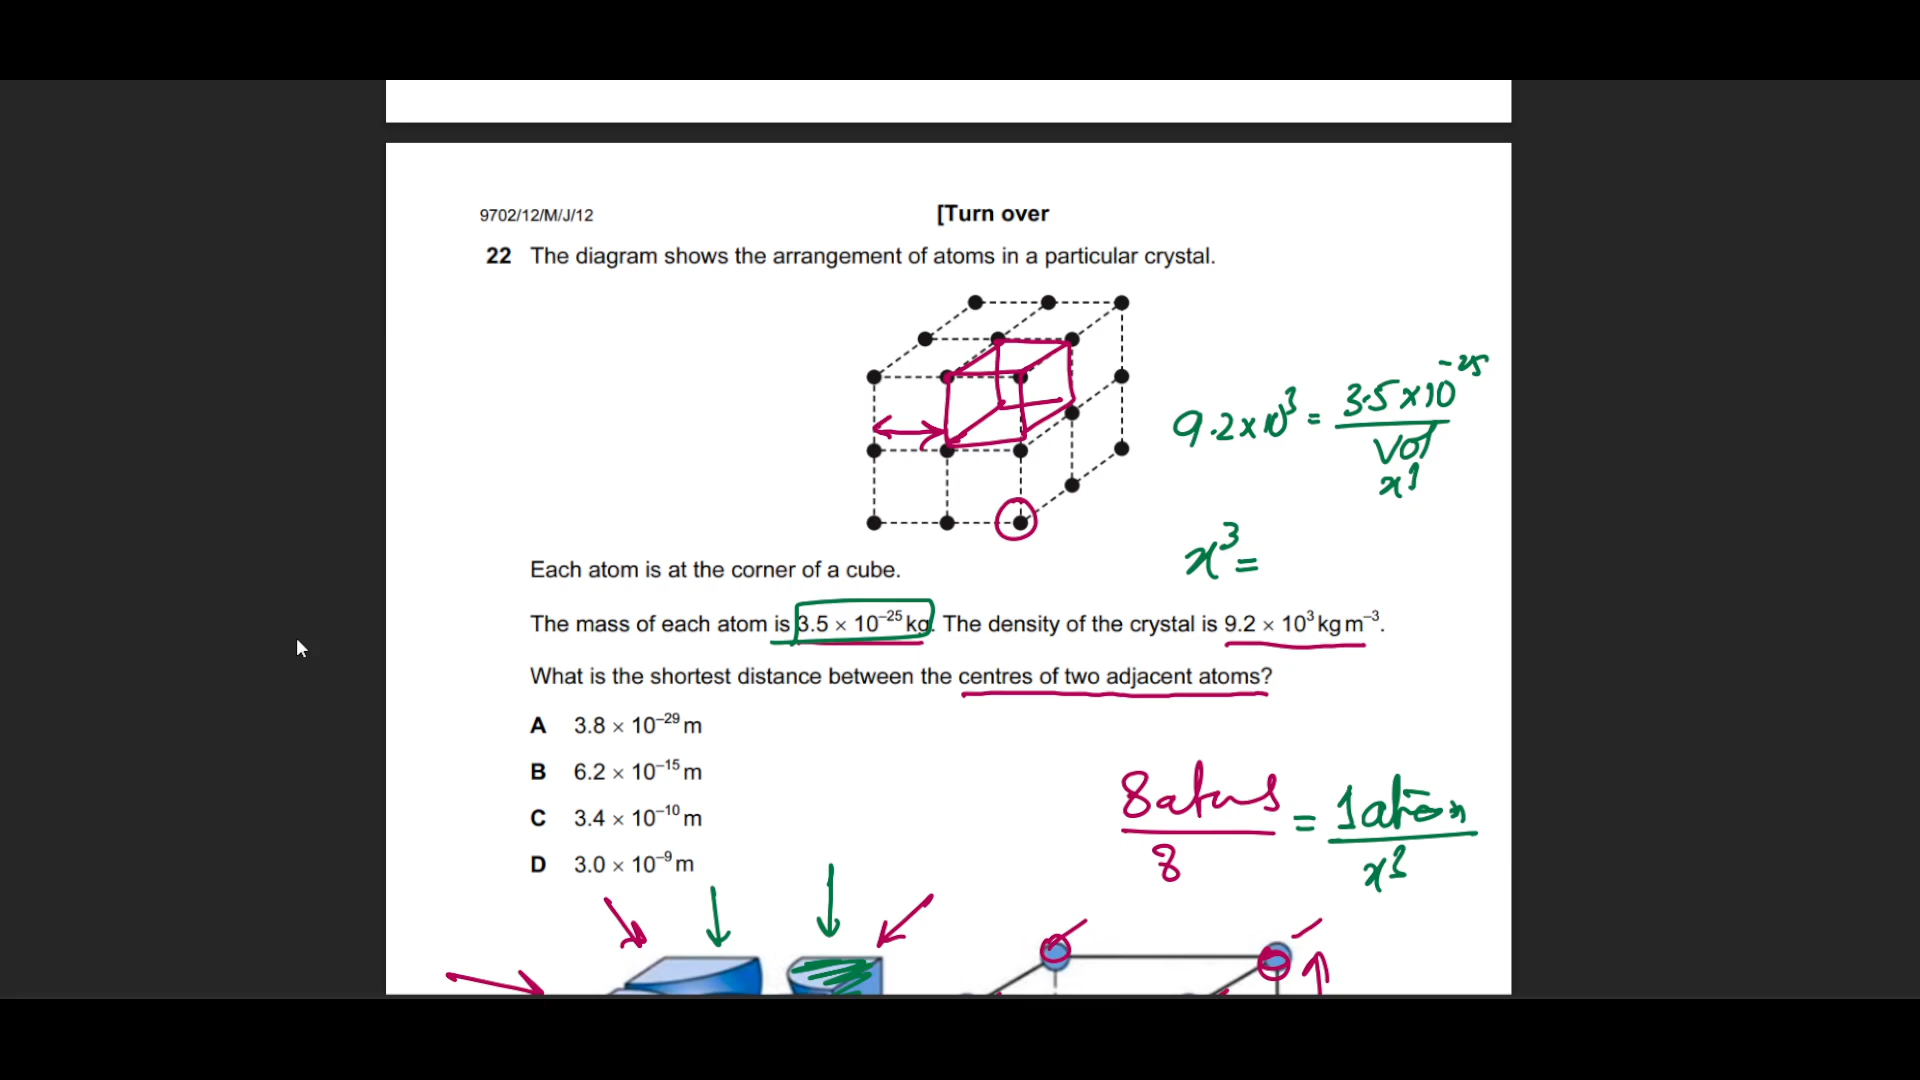 9702/12/M/J/12
[Turn over
22 The diagram shows the arrangement of atoms in a particular crystal.
9.2×10³ = 3.5×10⁻²⁵
Vol
x³
x³ =
Each atom is at the corner of a cube.
The mass of each atom is 3.5 × 10⁻²⁵ kg. The density of the crystal is 9.2 × 10³ kg m⁻³.
What is the shortest distance between the centres of two adjacent atoms?
A 3.8 × 10⁻²⁹ m
B 6.2 × 10⁻¹⁵ m
C 3.4 × 10⁻¹⁰ m
D 3.0 × 10⁻⁹ m
8 atoms = 1 atom
8 x³